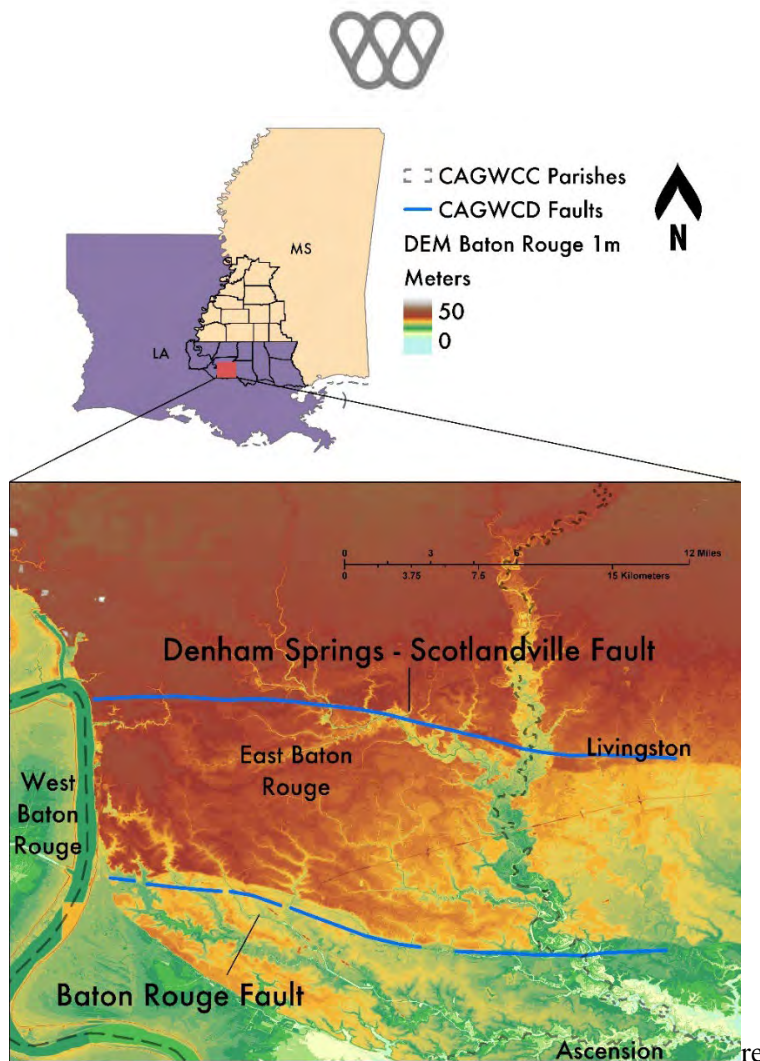 CAGWCC Parishes
CAGWCD Faults
DEM Baton Rouge 1m
Meters
50
0
N
MS
LA
0 3 6 12 Miles
0 3.75 7.5 15 Kilometers
Denham Springs - Scotlandville Fault
East Baton
Rouge
Livingston
West
Baton
Rouge
Baton Rouge Fault
Ascension
re